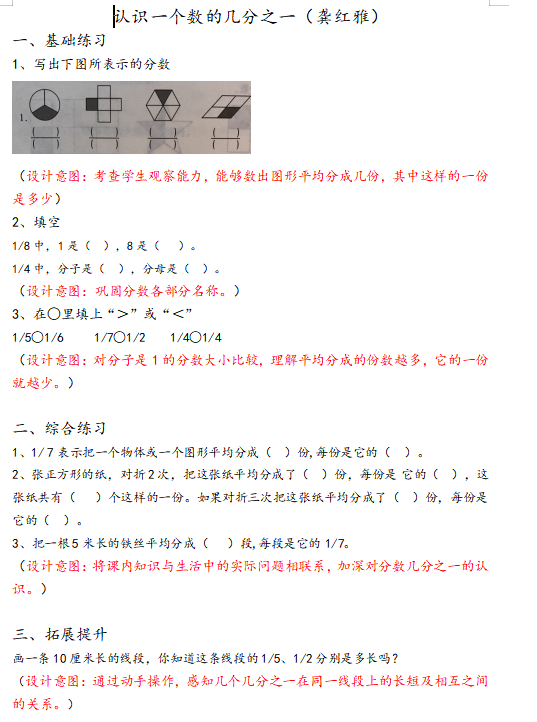 认识一个数的几分之一（龚红雅）
一、基础练习
1、写出下图所表示的分数
1.
( ) ( ) ( ) ( )
( ) ( ) ( ) ( )
（设计意图：考查学生观察能力，能够数出图形平均分成几份，其中这样的一份
是多少）
2、填空
1/8中，1是（　），8是（　）。
1/4中，分子是（　），分母是（　）。
（设计意图：巩固分数各部分名称。）
3、在〇里填上“＞”或“＜”
1/5〇1/6　1/7〇1/2　1/4〇1/4
（设计意图：对分子是1的分数大小比较，理解平均分成的份数越多，它的一份
就越少。）
二、综合练习
1、1/7表示把一个物体或一个图形平均分成（　）份,每份是它的（　）。
2、张正方形的纸，对折2次，把这张纸平均分成了（　）份，每份是 它的（　），这
张纸共有（　）个这样的一份。如果对折三次把这张纸平均分成了（　）份，每份是
它的（　）。
3、把一根5米长的铁丝平均分成（　）段,每段是它的1/7。
（设计意图：将课内知识与生活中的实际问题相联系，加深对分数几分之一的认
识。）
三、拓展提升
画一条10厘米长的线段，你知道这条线段的1/5、1/2分别是多长吗？
（设计意图：通过动手操作，感知几个几分之一在同一线段上的长短及相互之间
的关系。）